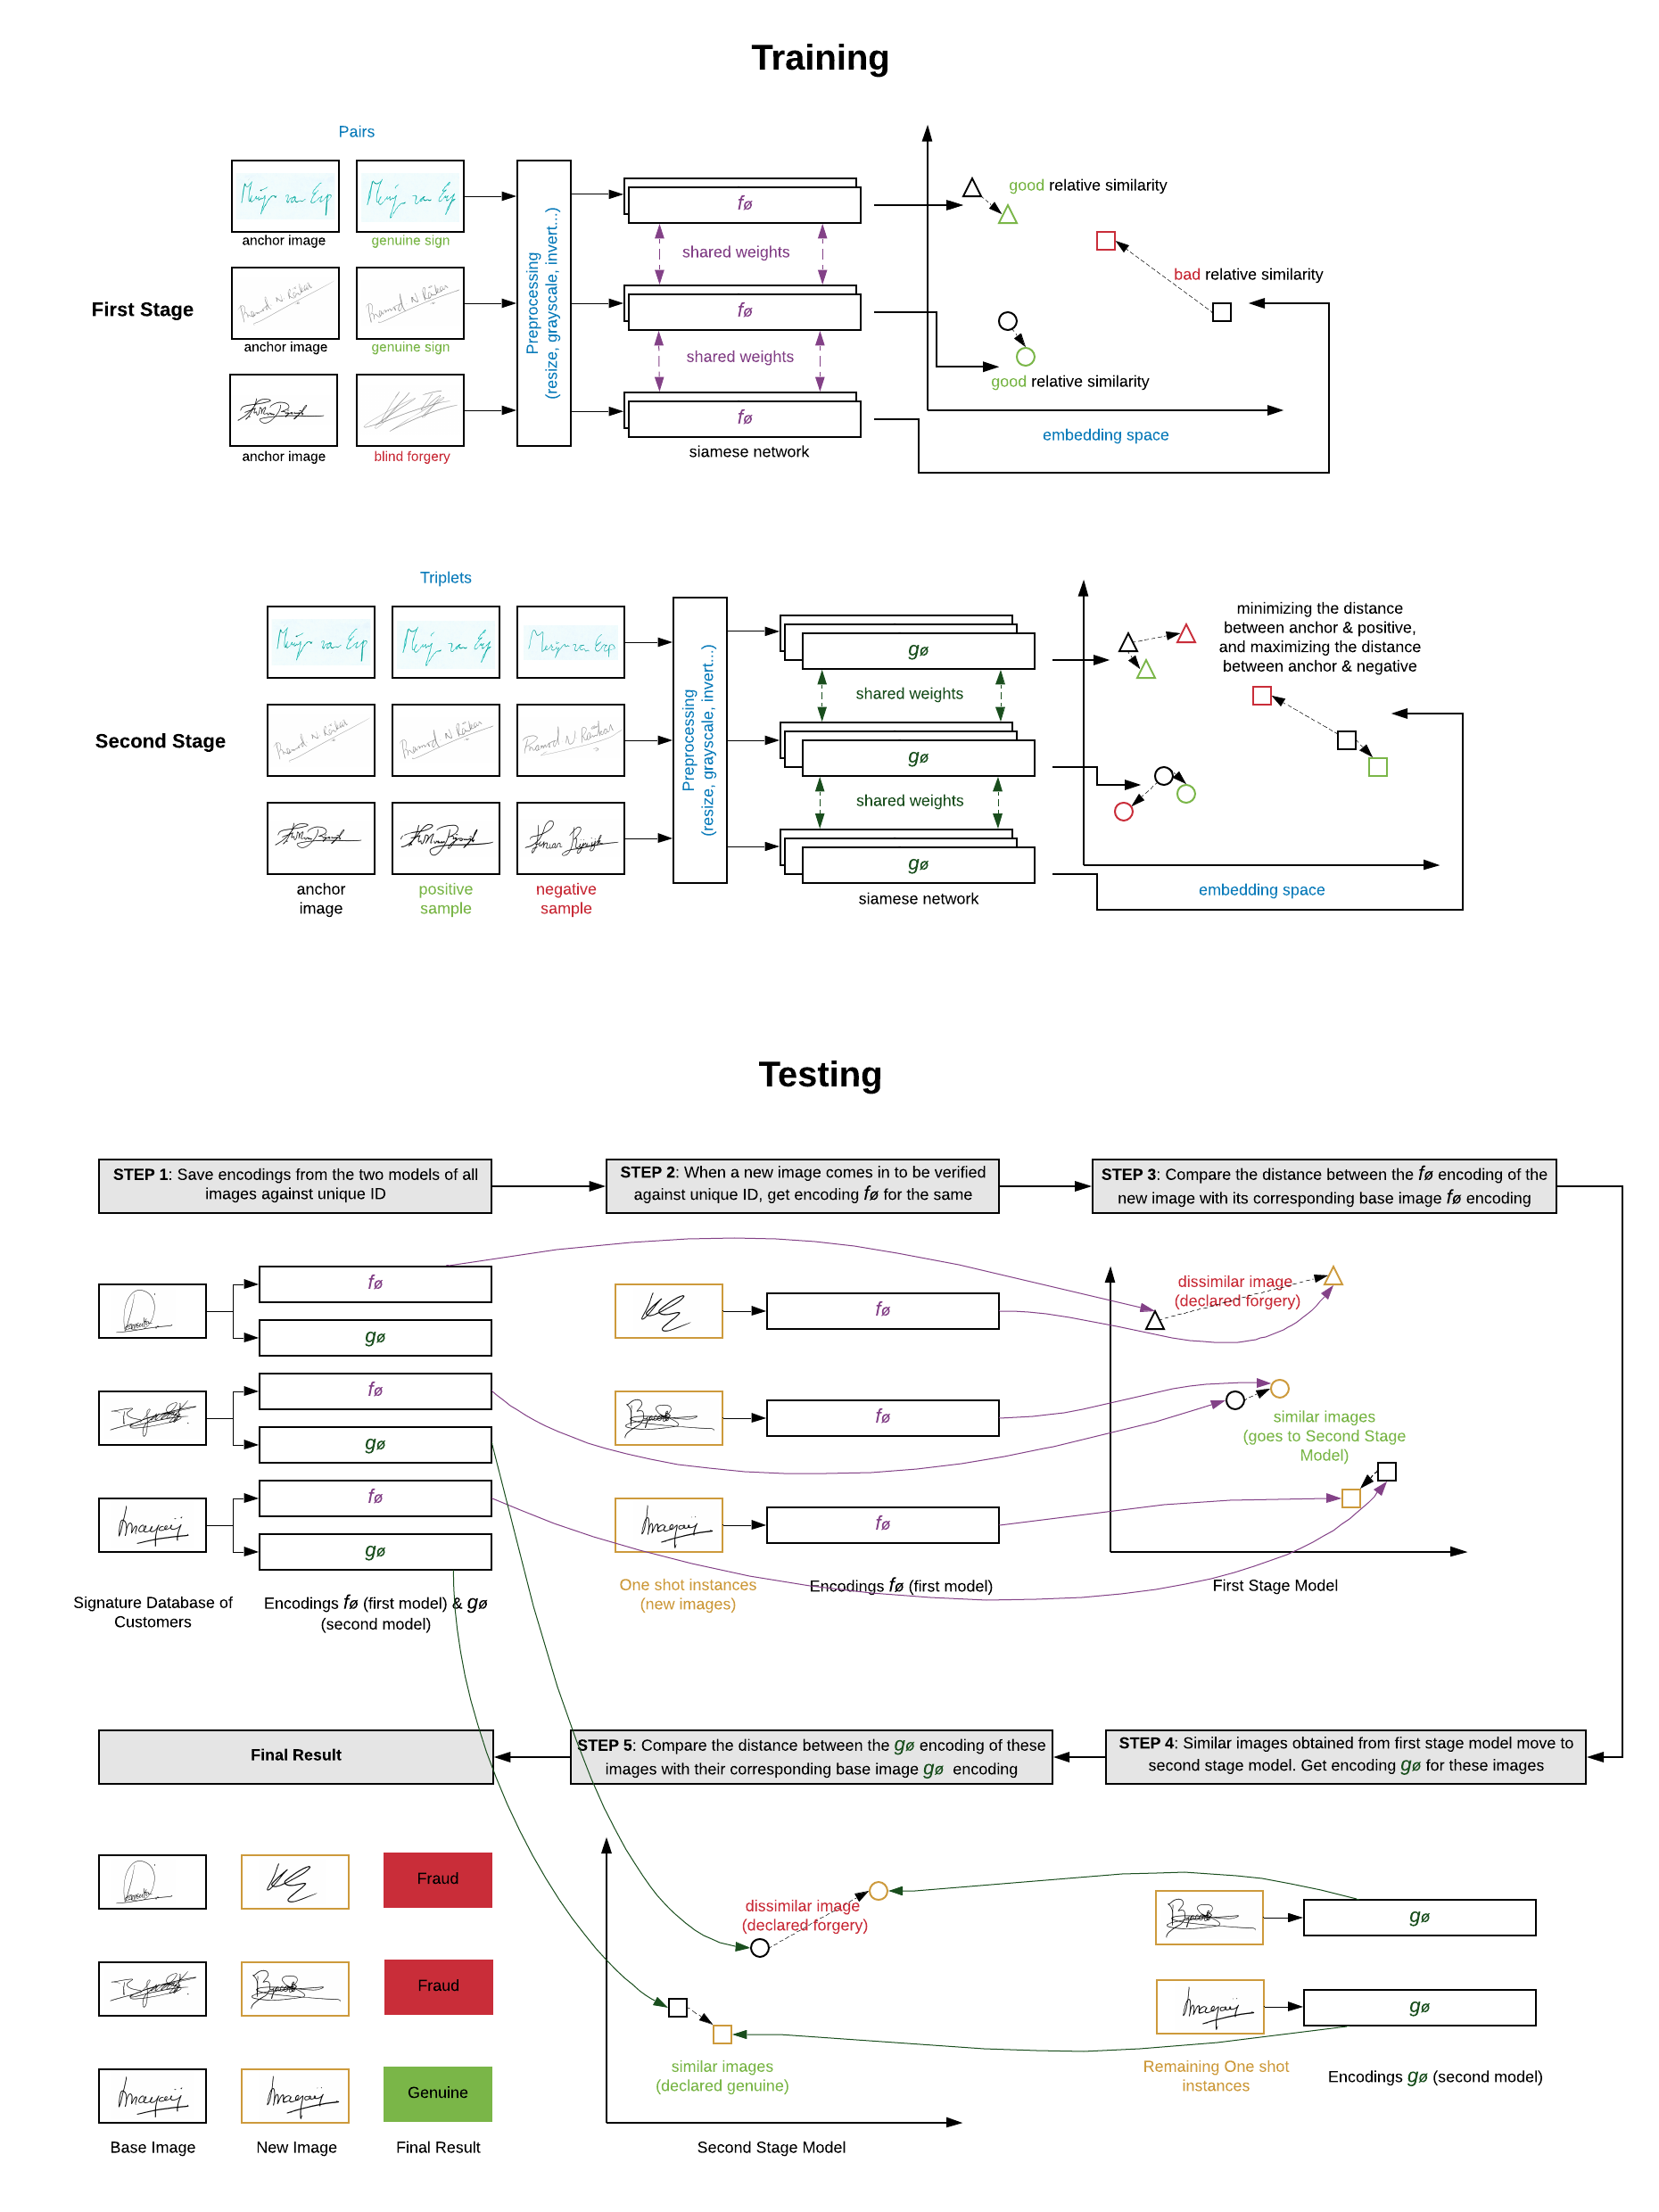 Training
Pairs
anchor image
genuine sign
First Stage
anchor image
genuine sign
anchor image
blind forgery
Preprocessing
(resize, grayscale, invert...)
fø
shared weights
fø
shared weights
fø
siamese network
good relative similarity
bad relative similarity
good relative similarity
embedding space
Triplets
Second Stage
anchor
image
positive
sample
negative
sample
Preprocessing
(resize, grayscale, invert...)
gø
shared weights
gø
shared weights
gø
siamese network
minimizing the distance
between anchor & positive,
and maximizing the distance
between anchor & negative
embedding space
Testing
STEP 1: Save encodings from the two models of all
images against unique ID
STEP 2: When a new image comes in to be verified
against unique ID, get encoding fø for the same
STEP 3: Compare the distance between the fø encoding of the
new image with its corresponding base image fø encoding
fø
gø
fø
gø
fø
gø
Signature Database of
Customers
Encodings fø (first model) & gø
(second model)
fø
fø
fø
One shot instances
(new images)
Encodings fø (first model)
dissimilar image
(declared forgery)
similar images
(goes to Second Stage
Model)
First Stage Model
Final Result
STEP 5: Compare the distance between the gø encoding of these
images with their corresponding base image gø encoding
STEP 4: Similar images obtained from first stage model move to
second stage model. Get encoding gø for these images
Fraud
Fraud
Genuine
Base Image
New Image
Final Result
dissimilar image
(declared forgery)
similar images
(declared genuine)
Second Stage Model
gø
gø
Remaining One shot
instances
Encodings gø (second model)